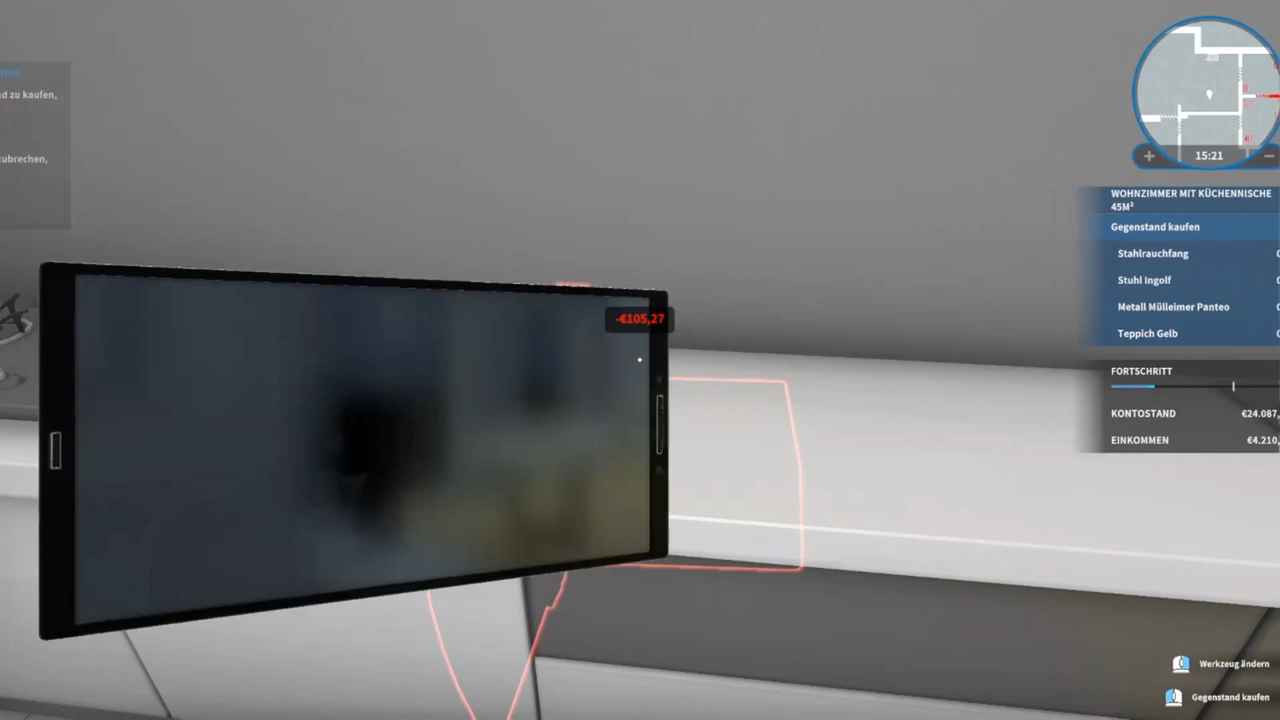 d zu kaufen,
zubrechen,
15:21
WOHNZIMMER MIT KÜCHENNISCHE
45M²
Gegenstand kaufen
Stahlrauchfang
Stuhl Ingolf
Metall Mülleimer Panteo
Teppich Gelb
-€105,27
FORTSCHRITT
KONTOSTAND €24.087,
EINKOMMEN €4.210,
Werkzeug ändern
Gegenstand kaufen